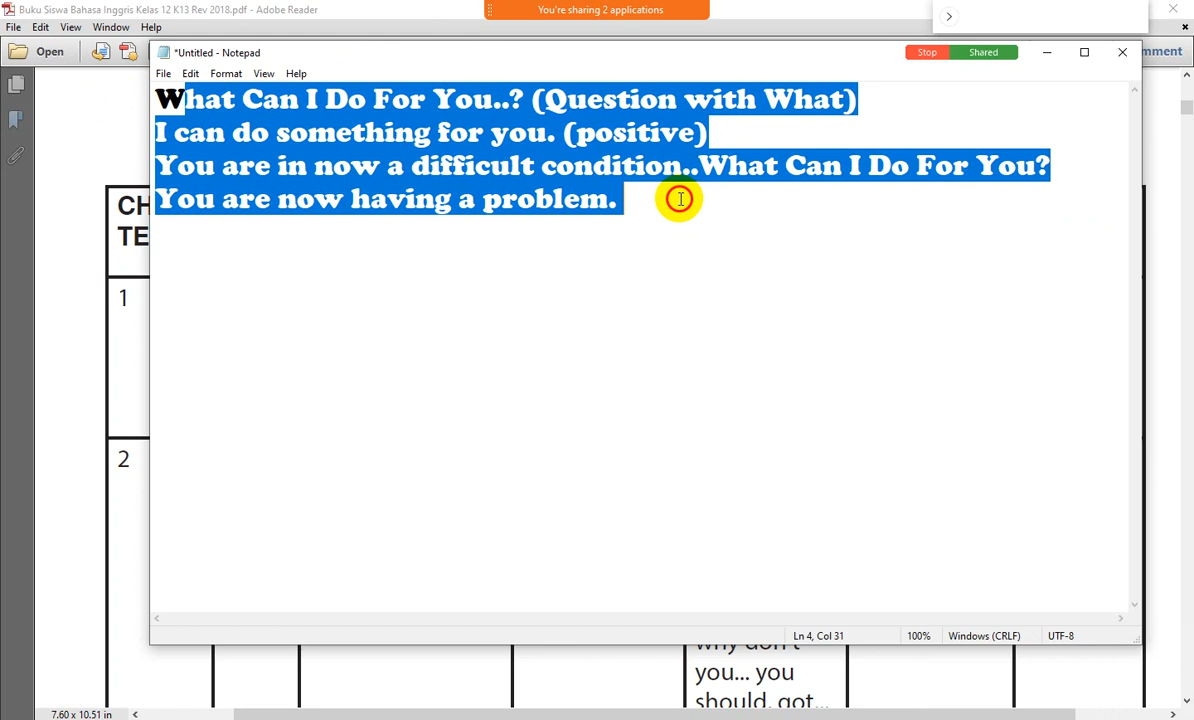 Buku Siswa Bahasa Inggris Kelas 12 K13 Rev 2018.pdf - Adobe Reader
You're sharing 2 applications
File Edit View Window Help
Open
mment
*Untitled - Notepad
Stop Shared
File Edit Format View Help
What Can I Do For You..? (Question with What)
I can do something for you. (positive)
You are in now a difficult condition..What Can I Do For You?
You are now having a problem.
CH
TE
1
2
Ln 4, Col 31 100% Windows (CRLF) UTF-8
why don't
you... you
should, got...
7.60 x 10.51 in